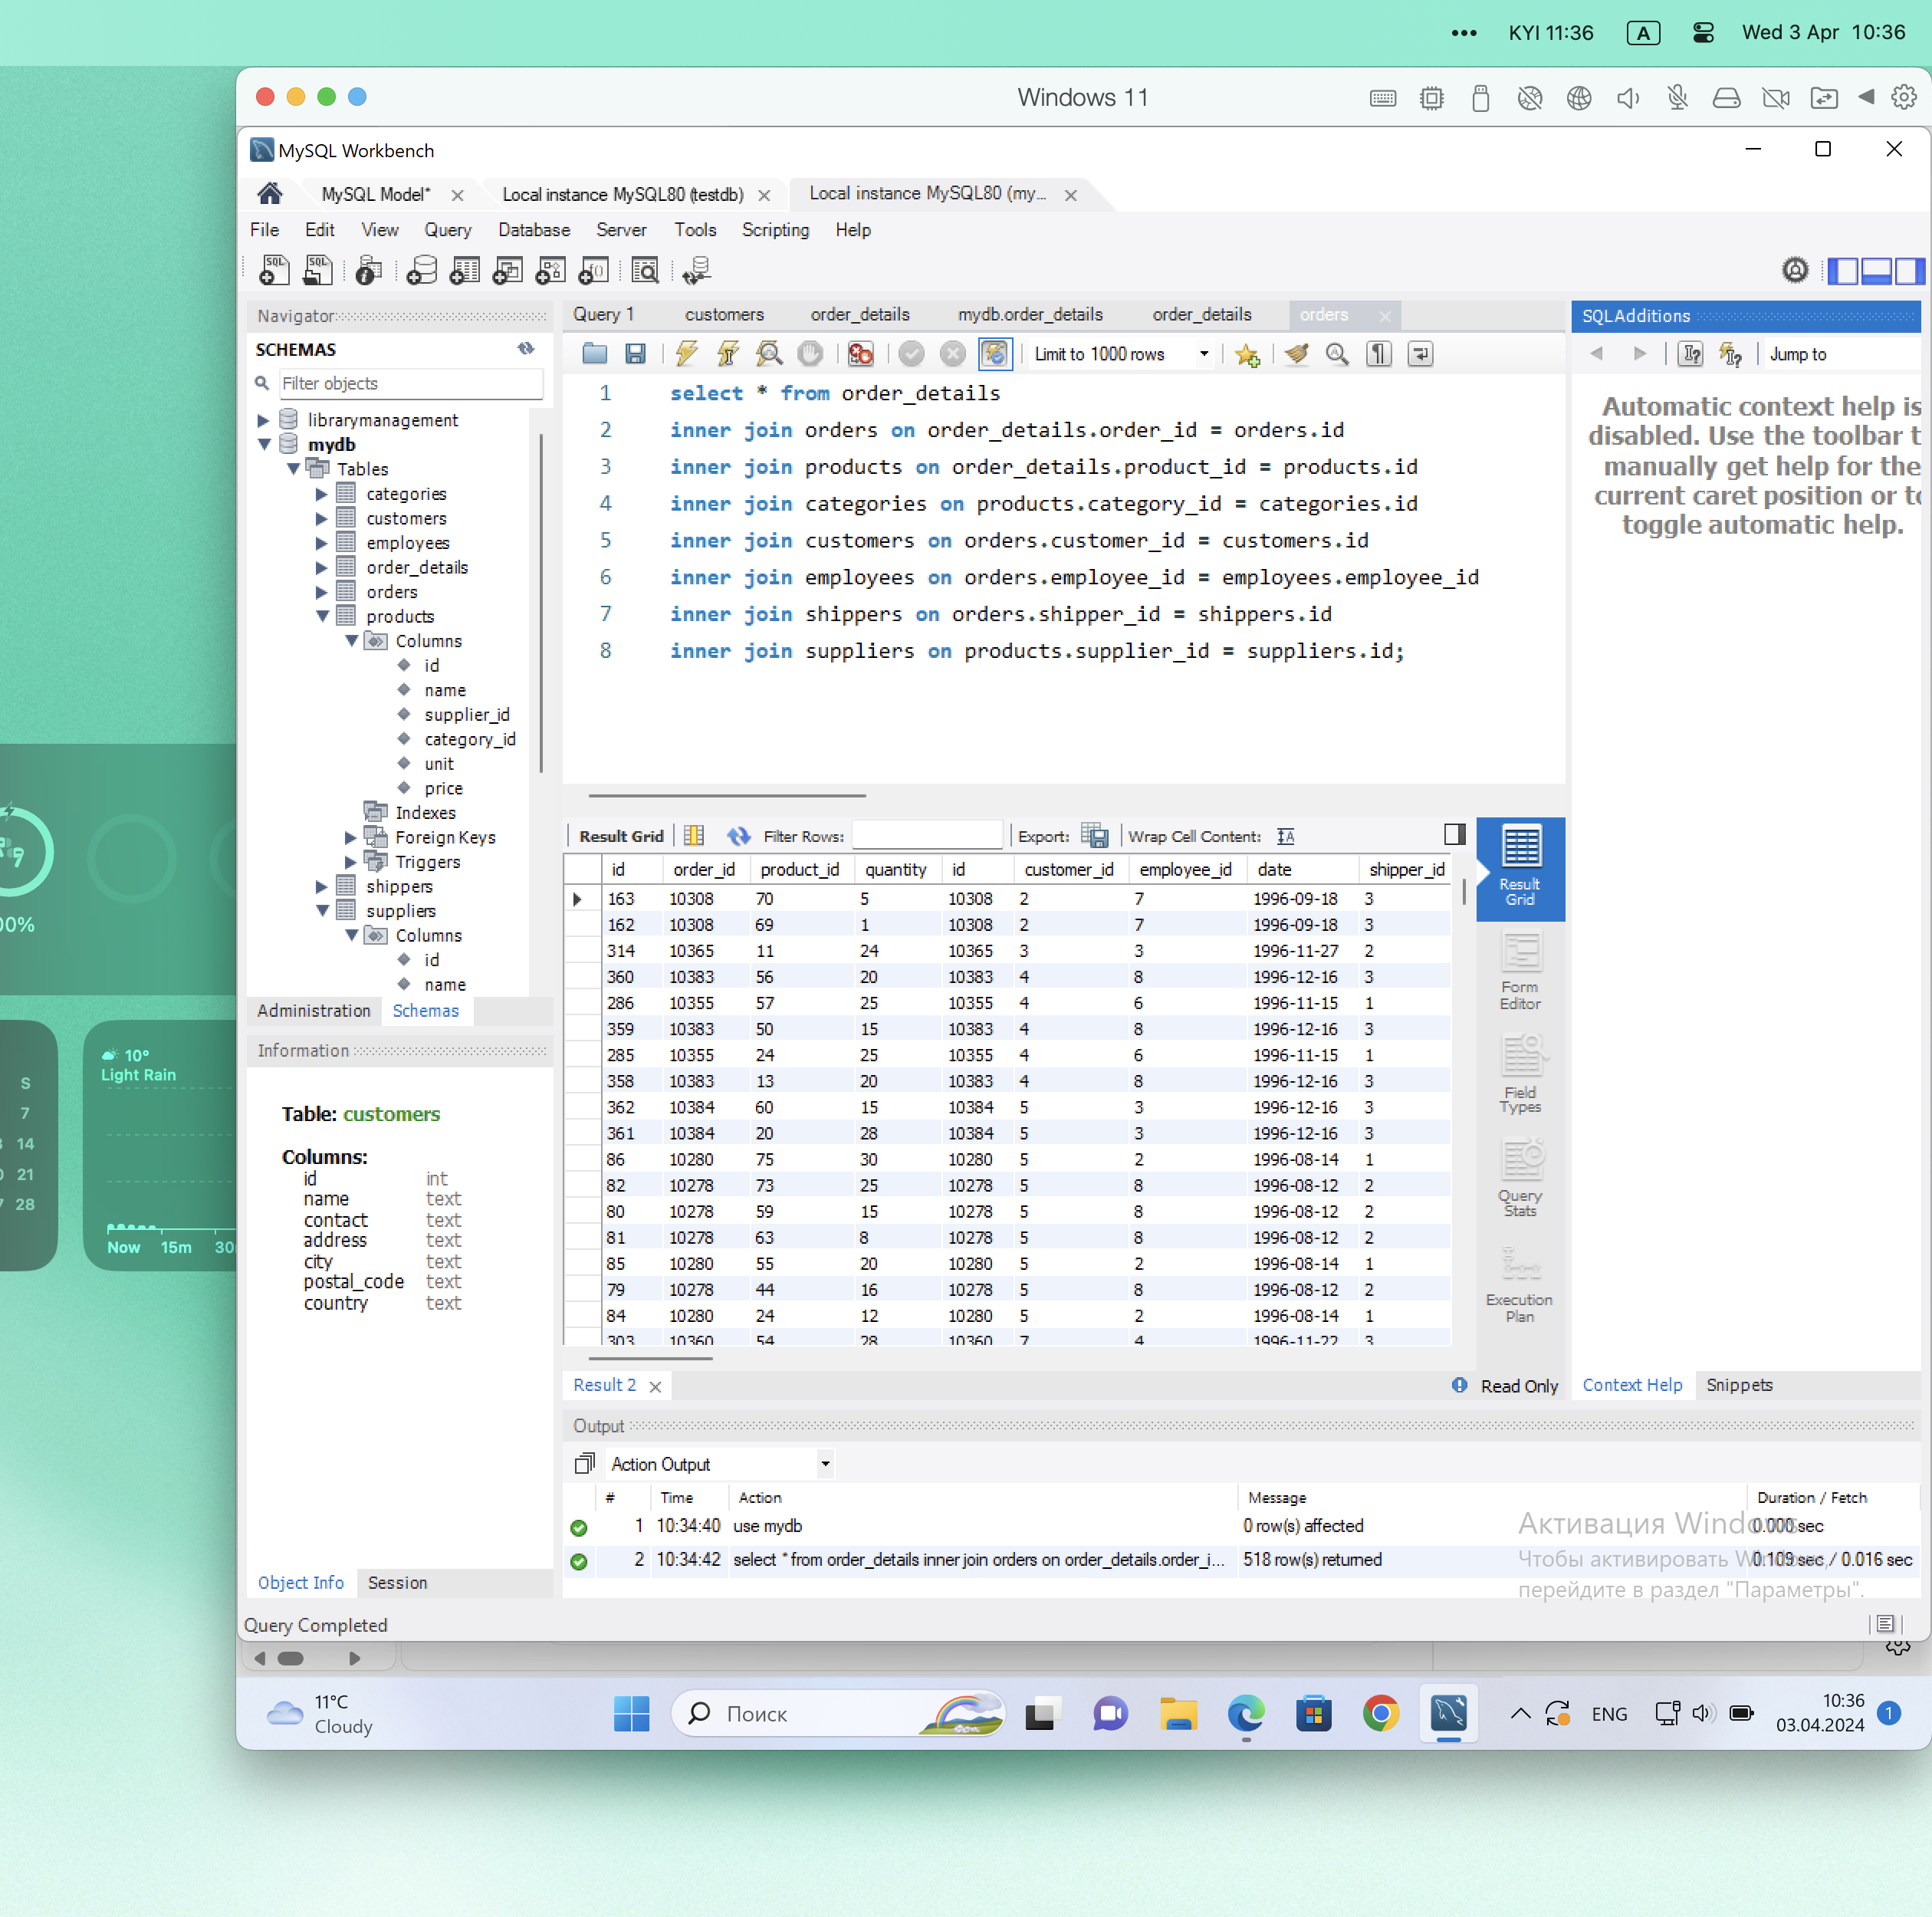 ••• KYI 11:36 A Wed 3 Apr 10:36
Windows 11
MySQL Workbench
MySQL Model* Local instance MySQL80 (testdb) Local instance MySQL80 (my...
File Edit View Query Database Server Tools Scripting Help
Navigator
SCHEMAS
Filter objects
librarymanagement
mydb
Tables
categories
customers
employees
order_details
orders
products
Columns
id
name
supplier_id
category_id
unit
price
Indexes
Foreign Keys
Triggers
shippers
suppliers
Columns
id
name
Administration Schemas
Information
Table: customers
Columns:
id int
name text
contact text
address text
city text
postal_code text
country text
Object Info Session
Query 1 customers order_details mydb.order_details order_details orders
Limit to 1000 rows
1 select * from order_details
2 inner join orders on order_details.order_id = orders.id
3 inner join products on order_details.product_id = products.id
4 inner join categories on products.category_id = categories.id
5 inner join customers on orders.customer_id = customers.id
6 inner join employees on orders.employee_id = employees.employee_id
7 inner join shippers on orders.shipper_id = shippers.id
8 inner join suppliers on products.supplier_id = suppliers.id;
Result Grid Filter Rows: Export: Wrap Cell Content: IA
id order_id product_id quantity id customer_id employee_id date shipper_id
163 10308 70 5 10308 2 7 1996-09-18 3
162 10308 69 1 10308 2 7 1996-09-18 3
314 10365 11 24 10365 3 3 1996-11-27 2
360 10383 56 20 10383 4 8 1996-12-16 3
286 10355 57 25 10355 4 6 1996-11-15 1
359 10383 50 15 10383 4 8 1996-12-16 3
285 10355 24 25 10355 4 6 1996-11-15 1
358 10383 13 20 10383 4 8 1996-12-16 3
362 10384 60 15 10384 5 3 1996-12-16 3
361 10384 20 28 10384 5 3 1996-12-16 3
86 10280 75 30 10280 5 2 1996-08-14 1
82 10278 73 25 10278 5 8 1996-08-12 2
80 10278 59 15 10278 5 8 1996-08-12 2
81 10278 63 8 10278 5 8 1996-08-12 2
85 10280 55 20 10280 5 2 1996-08-14 1
79 10278 44 16 10278 5 8 1996-08-12 2
84 10280 24 12 10280 5 2 1996-08-14 1
303 10360 54 28 10360 7 4 1996-11-22 3
Result Grid
Form Editor
Field Types
Query Stats
Execution Plan
Result 2 Read Only
SQLAdditions
Jump to
Automatic context help is
disabled. Use the toolbar t
manually get help for the
current caret position or to
toggle automatic help.
Context Help Snippets
Output
Action Output
# Time Action Message Duration / Fetch
1 10:34:40 use mydb 0 row(s) affected 0.000 sec
2 10:34:42 select * from order_details inner join orders on order_details.order_i... 518 row(s) returned 0.109 sec / 0.016 sec
Активация Windows
Чтобы активировать Windows,
перейдите в раздел "Параметры".
Query Completed
11°C
Cloudy
Поиск
ENG
10:36
03.04.2024
1
00%
S
7
14
21
28
10°
Light Rain
Now 15m 30